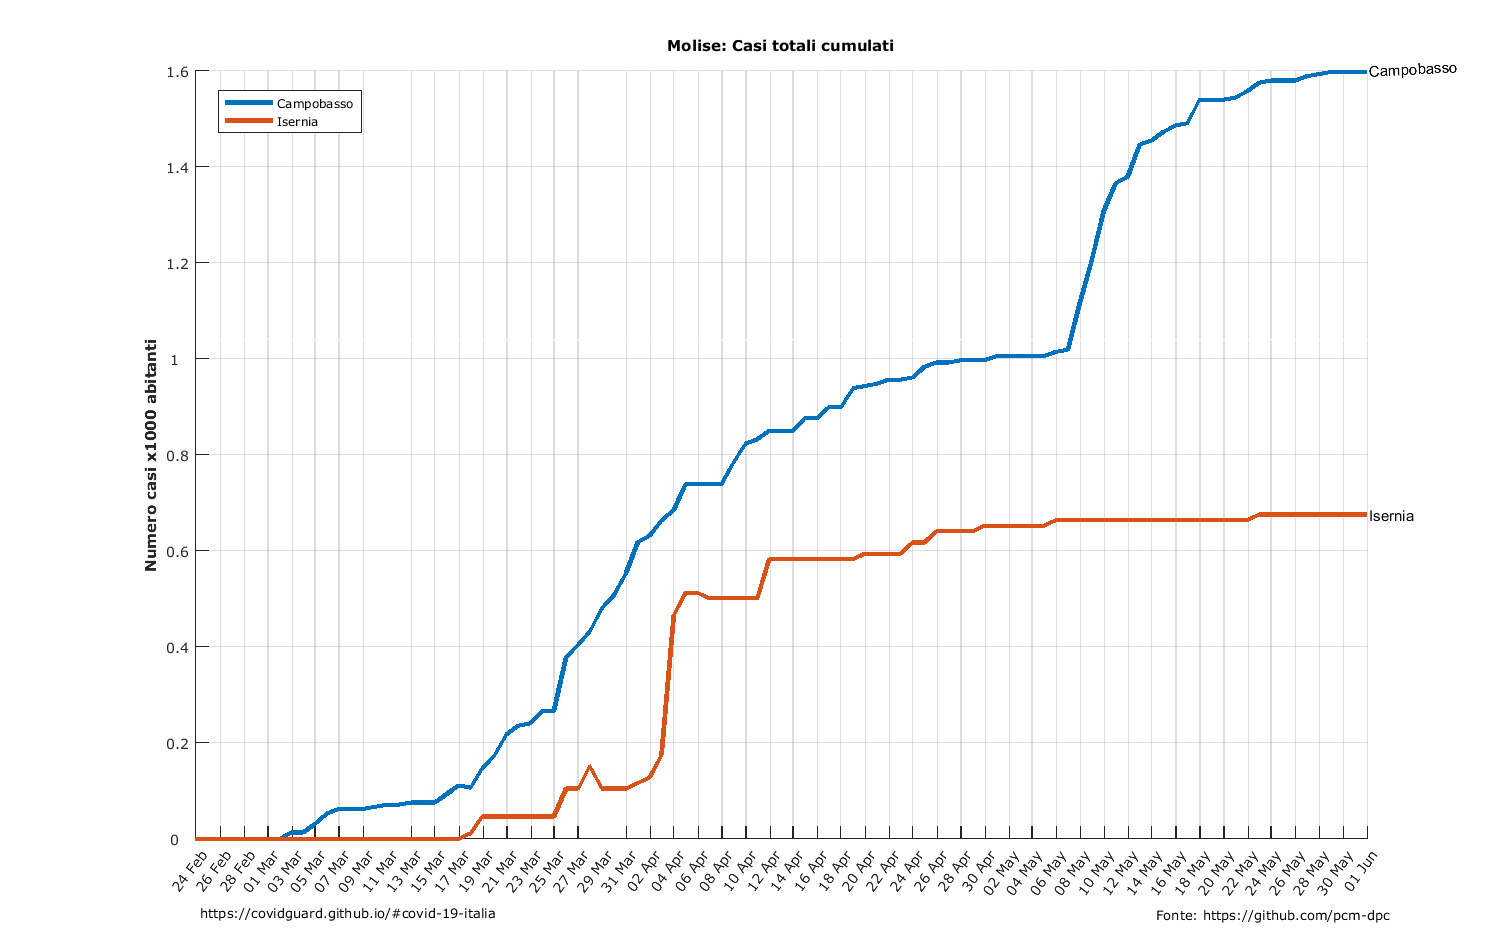 Molise: Casi totali cumulati
Campobasso
Isernia
Numero casi x1000 abitanti
1.6
1.4
1.2
1
0.8
0.6
0.4
0.2
0
Campobasso
Isernia
24 Feb
26 Feb
28 Feb
01 Mar
03 Mar
05 Mar
07 Mar
09 Mar
11 Mar
13 Mar
15 Mar
17 Mar
19 Mar
21 Mar
23 Mar
25 Mar
27 Mar
29 Mar
31 Mar
02 Apr
04 Apr
06 Apr
08 Apr
10 Apr
12 Apr
14 Apr
16 Apr
18 Apr
20 Apr
22 Apr
24 Apr
26 Apr
28 Apr
30 Apr
02 May
04 May
06 May
08 May
10 May
12 May
14 May
16 May
18 May
20 May
22 May
24 May
26 May
28 May
30 May
01 Jun
https://covidguard.github.io/#covid-19-italia
Fonte: https://github.com/pcm-dpc